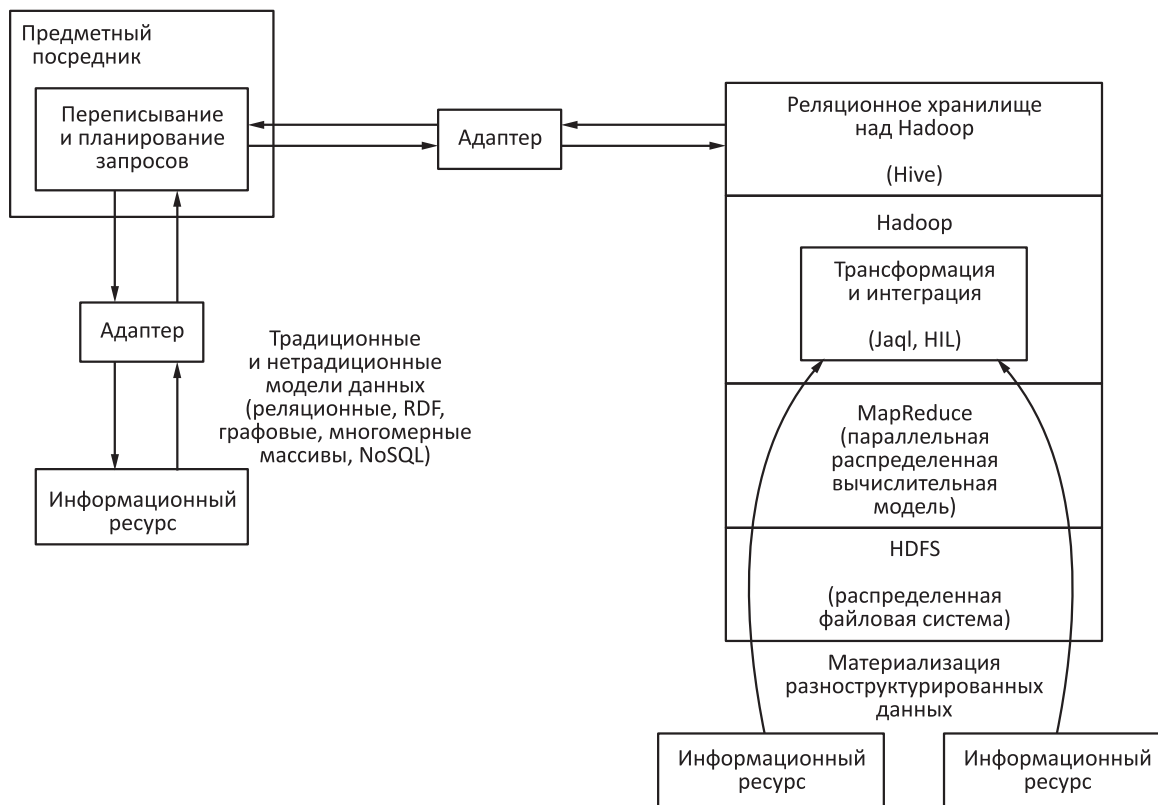 Предметный
посредник
Переписывание
и планирование
запросов
Адаптер
Реляционное хранилище
над Hadoop
(Hive)
Hadoop
Трансформация
и интеграция
(Jaql, HIL)
Адаптер
Традиционные
и нетрадиционные
модели данных
(реляционные, RDF,
графовые, многомерные
массивы, NoSQL)
Информационный
ресурс
MapReduce
(параллельная
распределенная
вычислительная
модель)
HDFS
(распределенная
файловая система)
Материализация
разноструктурированных
данных
Информационный
ресурс
Информационный
ресурс